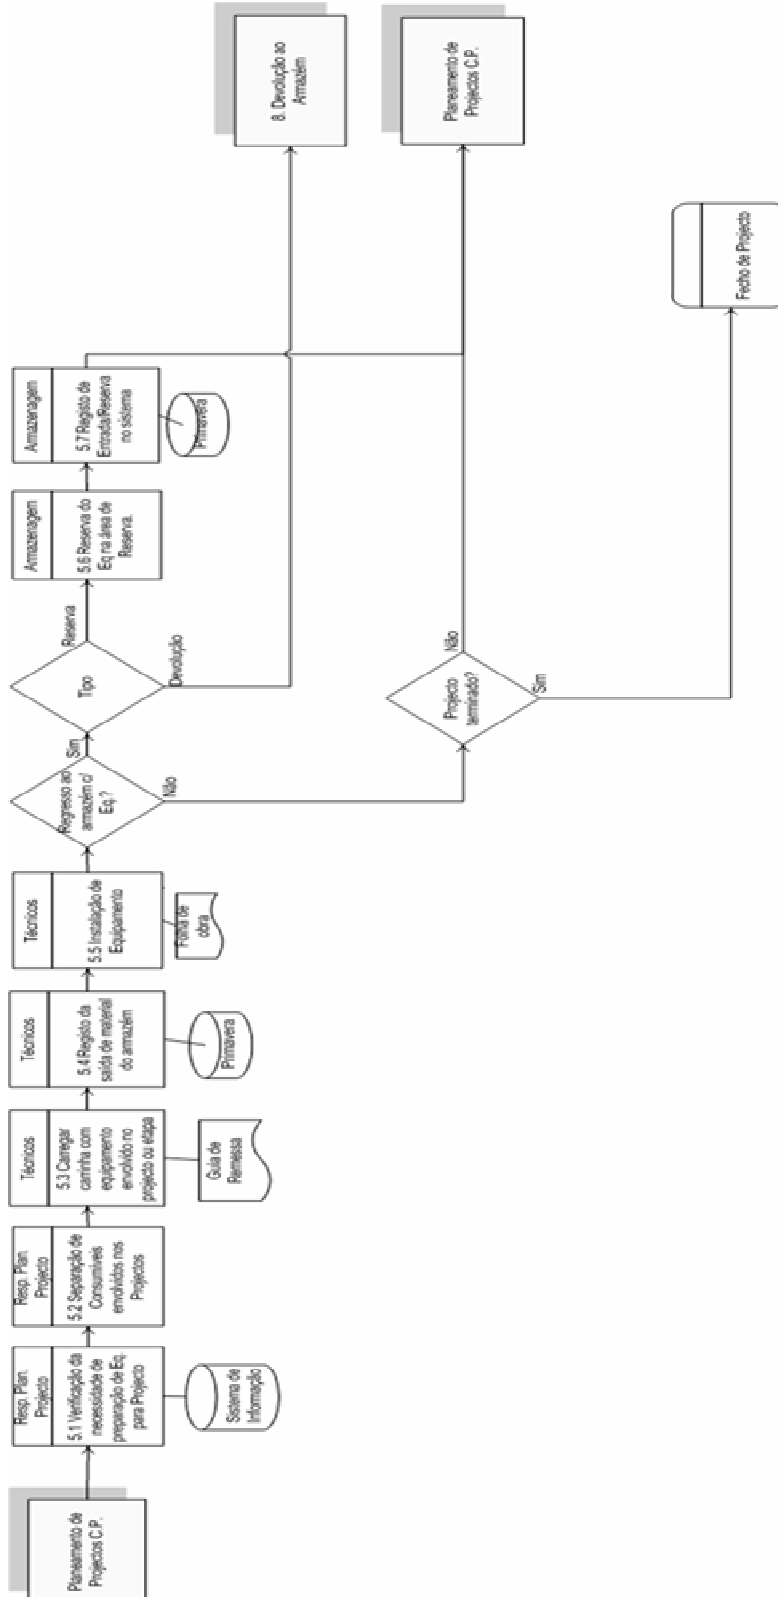 Planeamento de
Projectos C.P.
Resp. Plan.
Projecto
5.1 Verificação da
necessidade de
preparação de Eq.
para Projecto
Sistema de
Informação
Resp. Plan.
Projecto
5.2 Separação de
Consumíveis
envolvidos nos
Projectos
Técnicos
5.3 Carregar
carrinha com
equipamento
envolvido no
projecto ou etapa
Guia de
Remessa
Técnicos
5.4 Registo da
saída de material
do armazém
Primavera
Técnicos
5.5 Instalação de
Equipamento
Folha de
obra
Regresso ao
armazém c/
Eq.?
Sim
Não
Tipo
Reserva
Devolução
Armazenagem
5.6 Reserva do
Eq na área de
Reserva.
Armazenagem
5.7 Registo de
Entrada/Reserva
no sistema
Primavera
8. Devolução ao
Armazém
Projecto
terminado?
Não
Sim
Planeamento de
Projectos C.P.
Fecho de Projecto